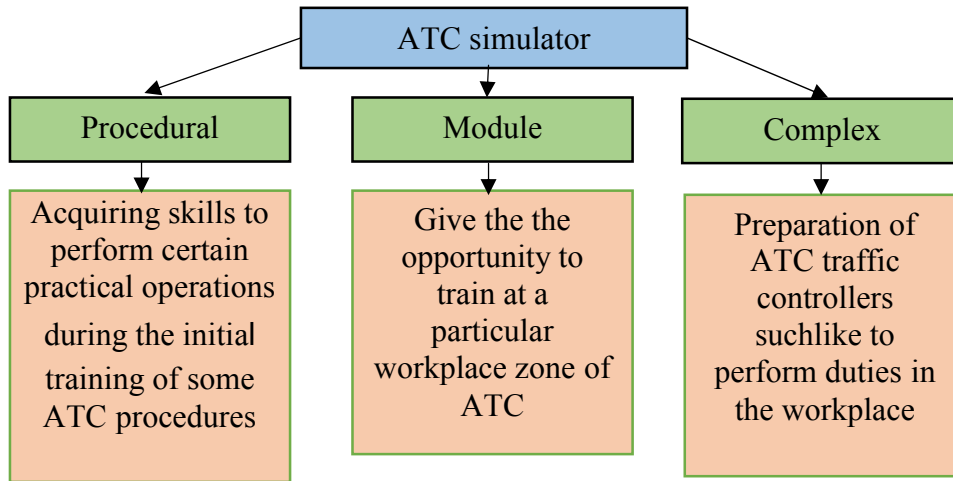 ATC simulator
Procedural
Module
Complex
Acquiring skills to
perform certain
practical operations
during the initial
training of some
ATC procedures
Give the the
opportunity to
train at a
particular
workplace zone of
ATC
Preparation of
ATC traffic
controllers
suchlike to
perform duties in
the workplace